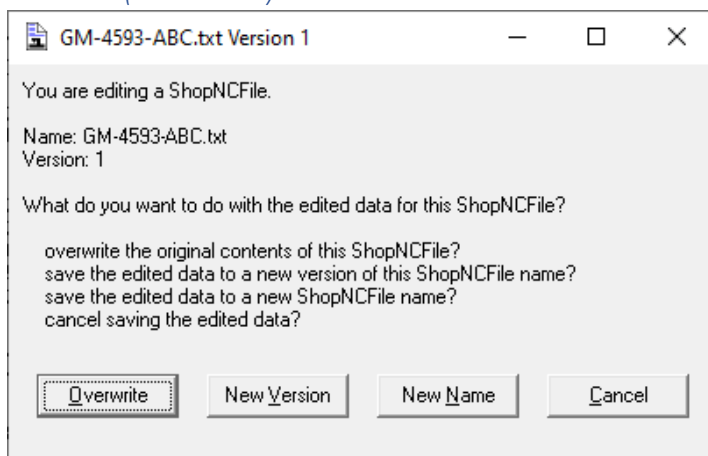 GM-4593-ABC.txt Version 1
You are editing a ShopNCFile.
Name: GM-4593-ABC.txt
Version: 1
What do you want to do with the edited data for this ShopNCFile?
overwrite the original contents of this ShopNCFile?
save the edited data to a new version of this ShopNCFile name?
save the edited data to a new ShopNCFile name?
cancel saving the edited data?
Overwrite New Version New Name Cancel